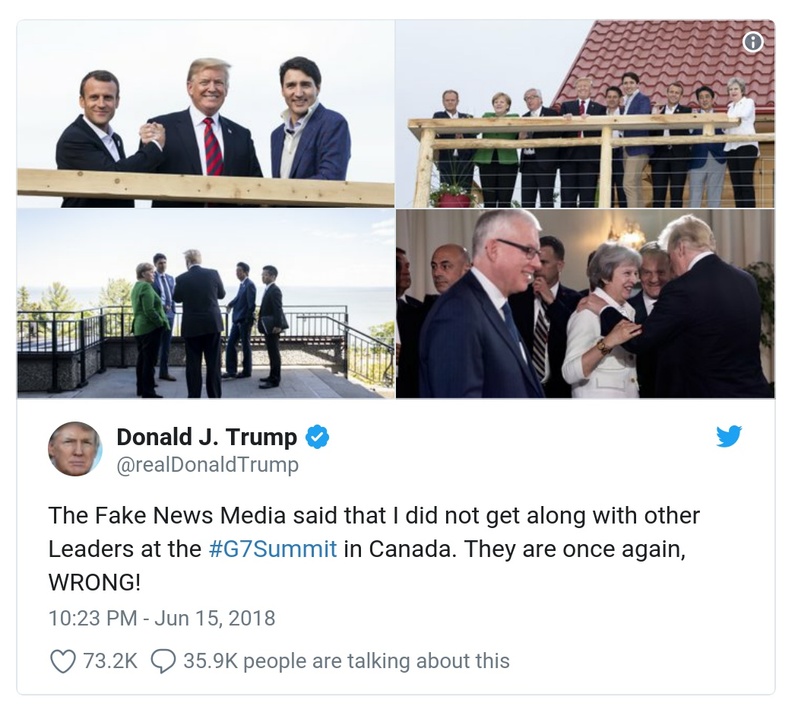 Donald J. Trump
@realDonaldTrump
The Fake News Media said that I did not get along with other
Leaders at the #G7Summit in Canada. They are once again,
WRONG!
10:23 PM - Jun 15, 2018
73.2K 35.9K people are talking about this